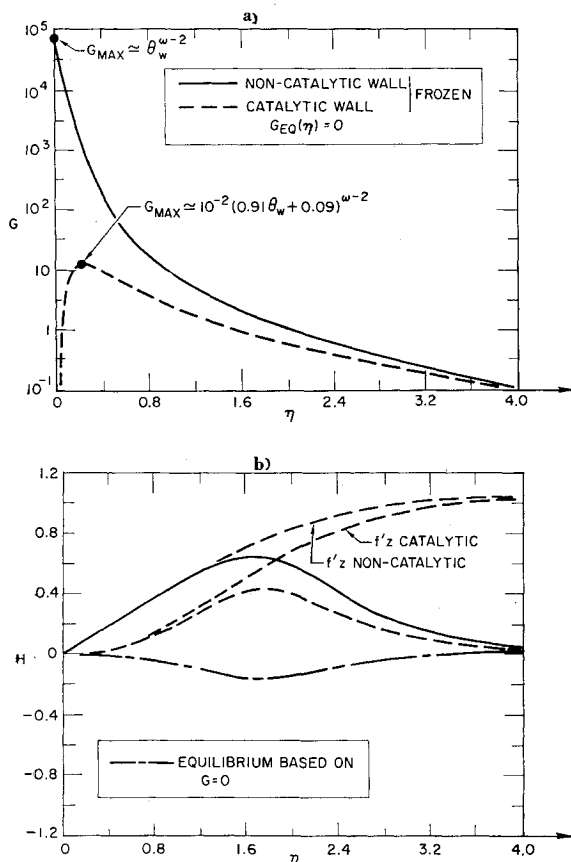 a)
10^5
G_MAX ≃ θ_w^(ω-2)
NON-CATALYTIC WALL
CATALYTIC WALL
FROZEN
G_EQ(η) = 0
10^4
10^3
G_MAX ≃ 10^-2 (0.91 θ_w + 0.09)^(ω-2)
10^2
G
10
1
10^-1
0 0.8 1.6 2.4 3.2 4.0
η
b)
1.2
0.8
f'z CATALYTIC
f'z NON-CATALYTIC
0.4
0
H
-0.4
EQUILIBRIUM BASED ON
G=0
-0.8
-1.2
0 0.8 1.6 2.4 3.2 4.0
η